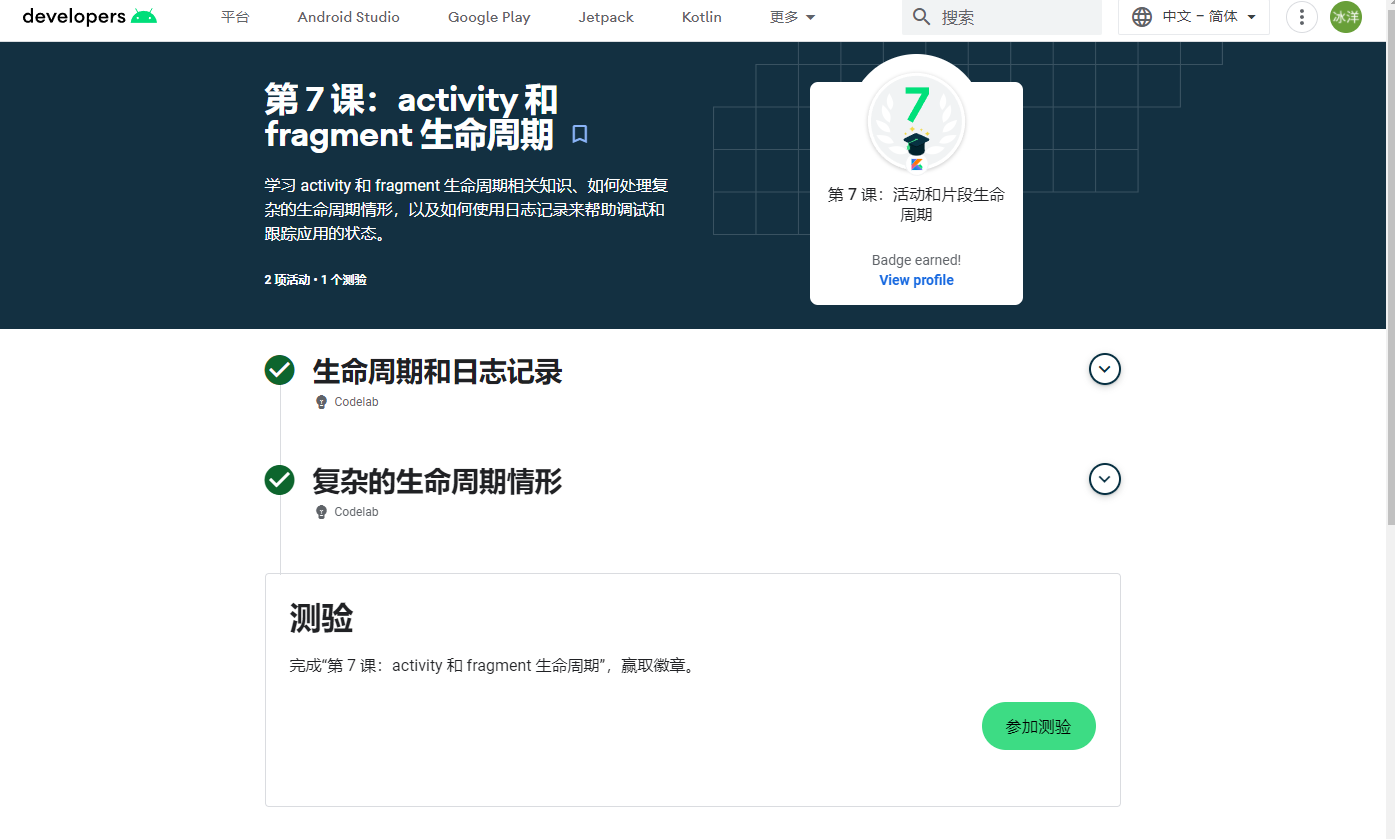 developers
平台
Android Studio
Google Play
Jetpack
Kotlin
更多
搜索
中文 – 简体
冰洋
第 7 课：activity 和
fragment 生命周期
学习 activity 和 fragment 生命周期相关知识、如何处理复
杂的生命周期情形，以及如何使用日志记录来帮助调试和
跟踪应用的状态。
2 项活动 • 1 个测验
7
第 7 课：活动和片段生命
周期
Badge earned!
View profile
生命周期和日志记录
Codelab
复杂的生命周期情形
Codelab
测验
完成“第 7 课：activity 和 fragment 生命周期”，赢取徽章。
参加测验